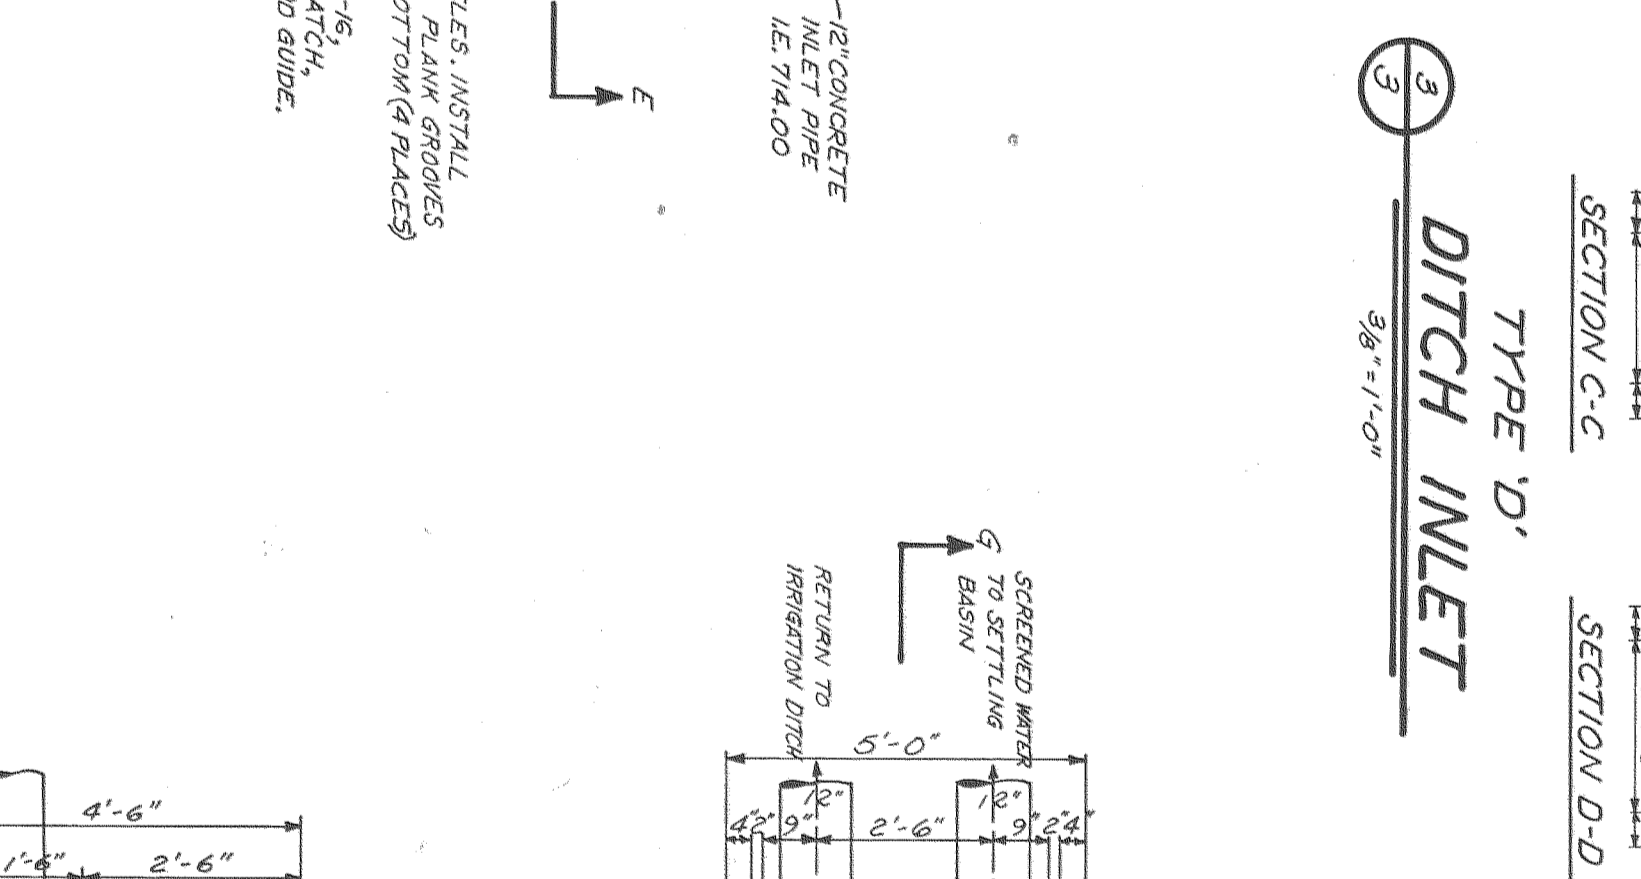 SECTION C-C
SECTION D-D
TYPE 'D'
DITCH INLET
3
3
3/8" = 1'-0"
12" CONCRETE
INLET PIPE
I.E. 714.00
E
TLES. INSTALL
PLANK GROOVES
OTTOM (4 PLACES)
-16,
ATCH,
D GUIDE.
G
SCREENED WATER
TO SETTLING
BASIN
RETURN TO
IRRIGATION DITCH
5'-0"
12"
12"
4"
2"
9"
2'-6"
9"
2"
4"
4'-6"
1'-6"
2'-6"